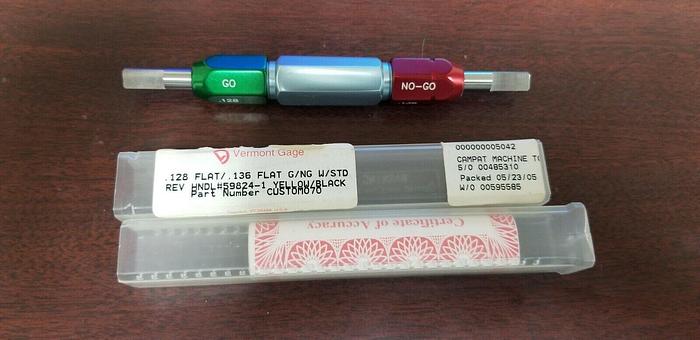 GO
.128
NO-GO
Vermont Gage
.128 FLAT/.136 FLAT G/NG W/STD
REV HNDL#59824-1 YELLOW/BLACK
Part Number CUSTOM070
000000005042
CAMPAT MACHINE TO
S/O 00485310
Packed 05/23/05
W/O 00595585
Certificate of Accuracy